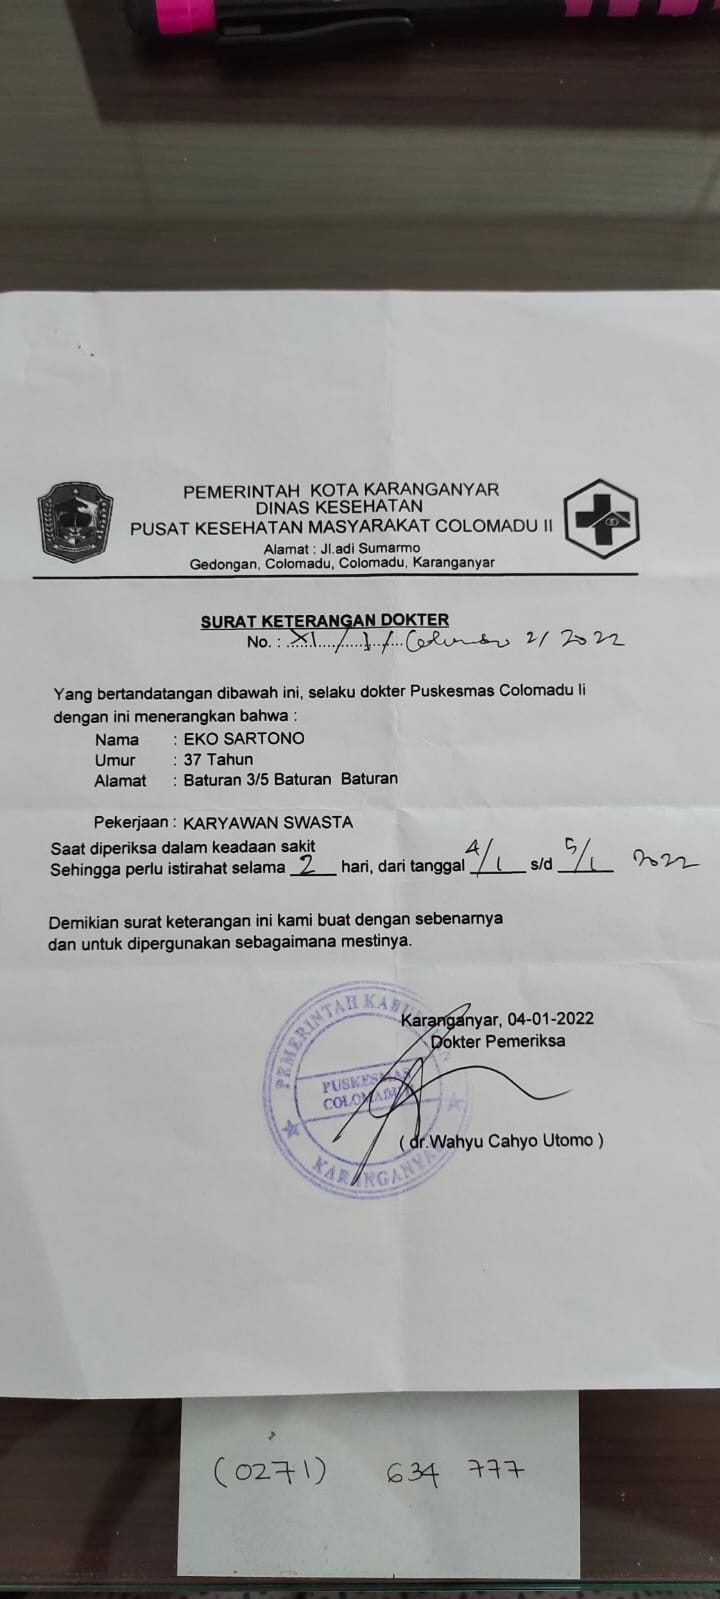 PEMERINTAH KOTA KARANGANYAR
DINAS KESEHATAN
PUSAT KESEHATAN MASYARAKAT COLOMADU II
Alamat : Jl.adi Sumarmo
Gedongan, Colomadu, Colomadu, Karanganyar
SURAT KETERANGAN DOKTER
No. : XI / 1 / Colomadu 2/ 2022
Yang bertandatangan dibawah ini, selaku dokter Puskesmas Colomadu Ii
dengan ini menerangkan bahwa :
Nama : EKO SARTONO
Umur : 37 Tahun
Alamat : Baturan 3/5 Baturan Baturan
Pekerjaan : KARYAWAN SWASTA
Saat diperiksa dalam keadaan sakit
Sehingga perlu istirahat selama 2 hari, dari tanggal 4/1 s/d 5/1 2022
Demikian surat keterangan ini kami buat dengan sebenarnya
dan untuk dipergunakan sebagaimana mestinya.
Karanganyar, 04-01-2022
Dokter Pemeriksa
PEMERINTAH
PUSKESMAS
COLOMADU
KARANGANYAR
( dr.Wahyu Cahyo Utomo )
(0271) 634 777